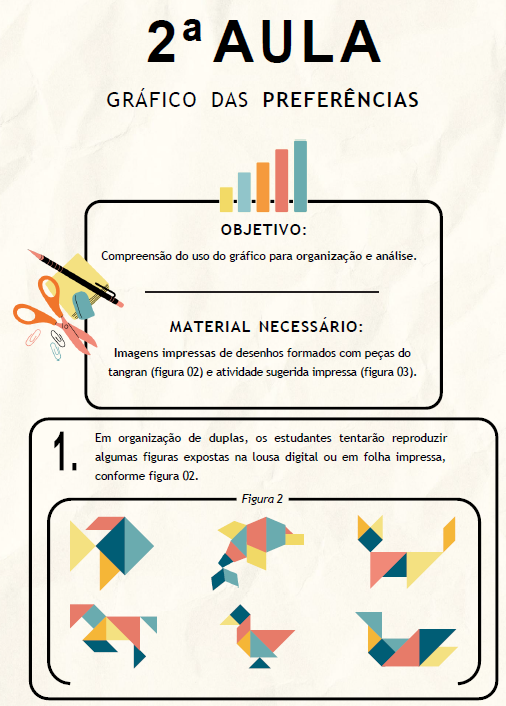 2ª AULA
GRÁFICO DAS PREFERÊNCIAS
OBJETIVO:
Compreensão do uso do gráfico para organização e análise.
MATERIAL NECESSÁRIO:
Imagens impressas de desenhos formados com peças do
tangran (figura 02) e atividade sugerida impressa (figura 03).
1.
Em organização de duplas, os estudantes tentarão reproduzir
algumas figuras expostas na lousa digital ou em folha impressa,
conforme figura 02.
Figura 2